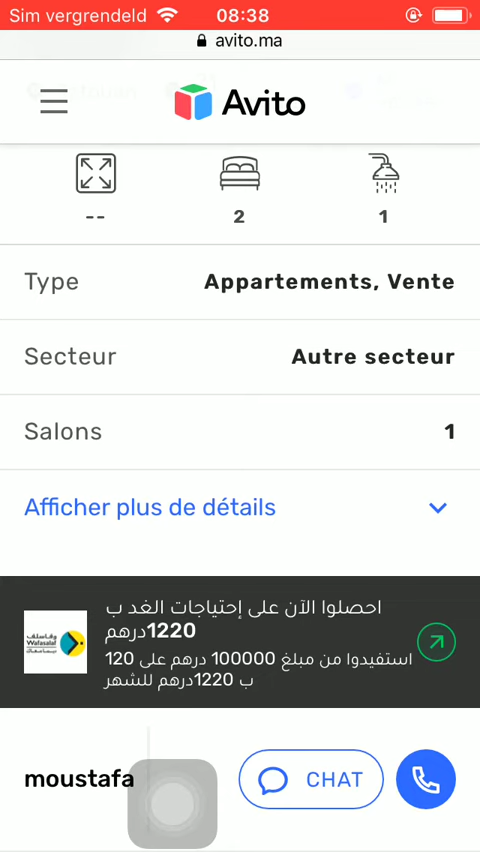 Sim vergrendeld 08:38
avito.ma
Avito
-- 2 1
Type Appartements, Vente
Secteur Autre secteur
Salons 1
Afficher plus de détails
احصلوا الآن على إحتياجات الغد ب
1220درهم
وفاسلف
Wafasalaf
استفيدوا من مبلغ 100000 درهم على 120
ب 1220درهم للشهر
moustafa CHAT